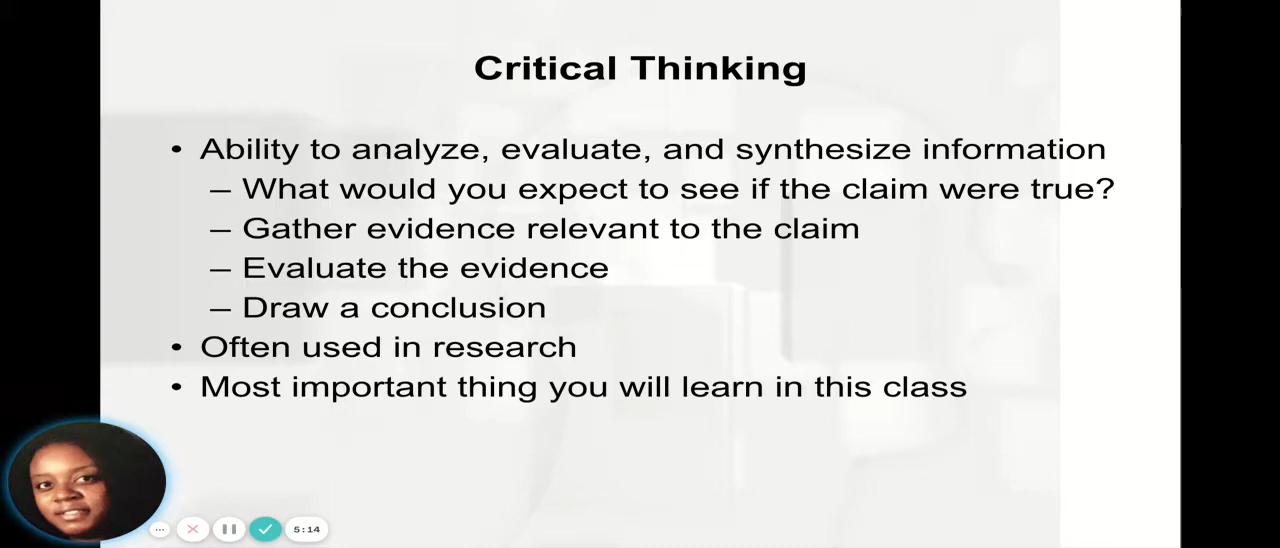 Critical Thinking
• Ability to analyze, evaluate, and synthesize information
– What would you expect to see if the claim were true?
– Gather evidence relevant to the claim
– Evaluate the evidence
– Draw a conclusion
• Often used in research
• Most important thing you will learn in this class
5:14